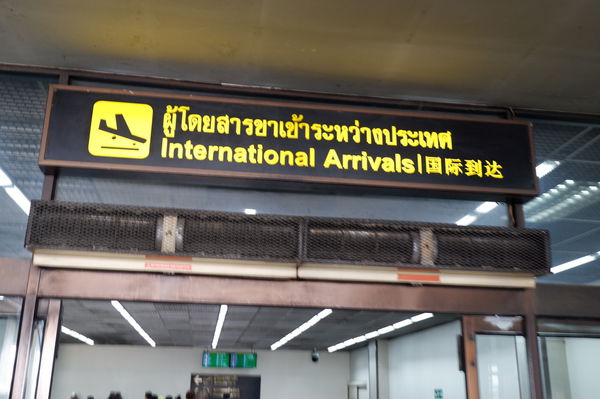 ผู้โดยสารขาเข้าระหว่างประเทศ
International Arrivals|国际到达